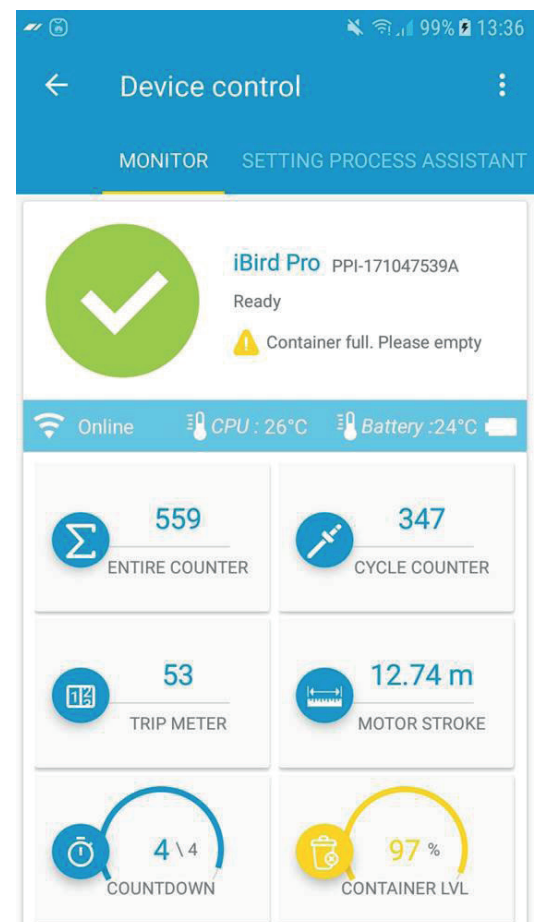 99% 13:36
Device control
MONITOR SETTING PROCESS ASSISTANT
iBird Pro PPI-171047539A
Ready
Container full. Please empty
Online CPU : 26°C Battery :24°C
559
ENTIRE COUNTER
347
CYCLE COUNTER
53
TRIP METER
12.74 m
MOTOR STROKE
4 \ 4
COUNTDOWN
97 %
CONTAINER LVL